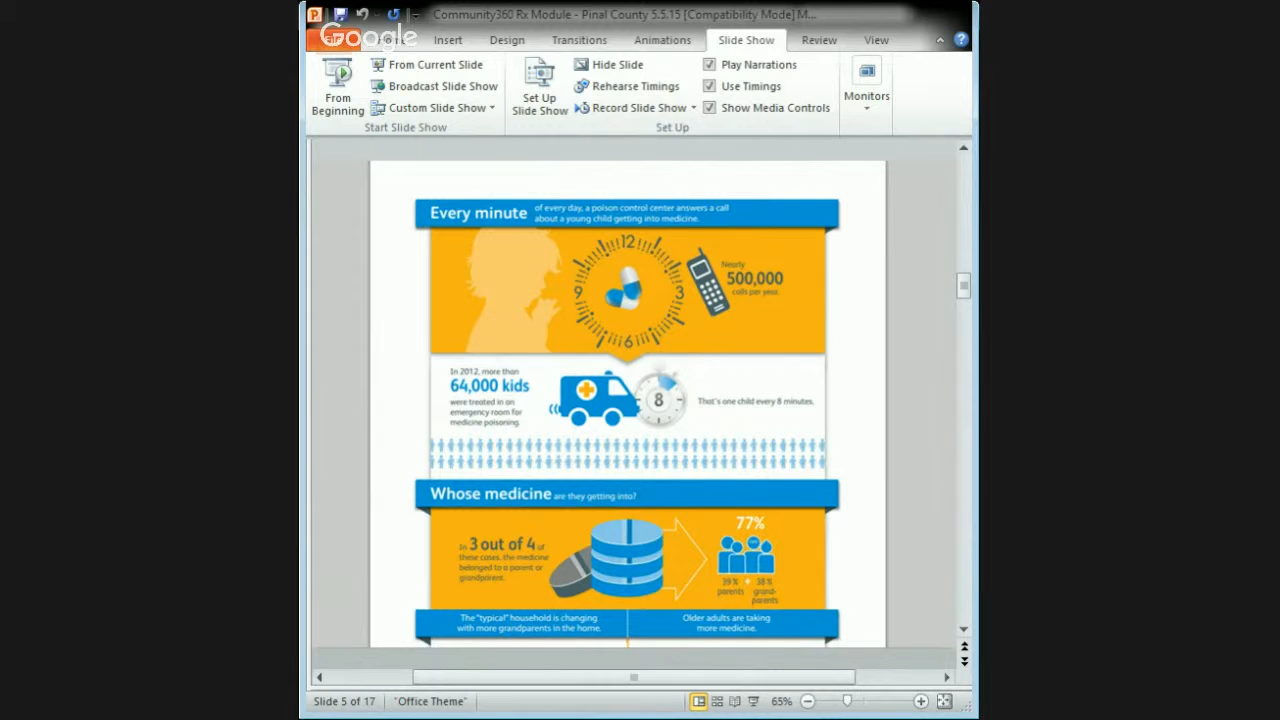 Community360 Rx Module - Pinal County 5.5.15 [Compatibility Mode] M...
Google
Insert Design Transitions Animations Slide Show Review View
From Beginning
From Current Slide
Broadcast Slide Show
Custom Slide Show
Start Slide Show
Set Up Slide Show
Hide Slide
Rehearse Timings
Record Slide Show
Play Narrations
Use Timings
Show Media Controls
Set Up
Monitors
Every minute of every day, a poison control center answers a call
about a young child getting into medicine.
12
3
6
9
Nearly
500,000
calls per year.
In 2012, more than
64,000 kids
were treated in an
emergency room for
medicine poisoning.
8
That's one child every 8 minutes.
Whose medicine are they getting into?
In 3 out of 4 of
these cases, the medicine
belonged to a parent or
grandparent.
77%
39% + 38%
parents grand-
parents
The "typical" household is changing
with more grandparents in the home.
Older adults are taking
more medicine.
Slide 5 of 17 "Office Theme" 65%